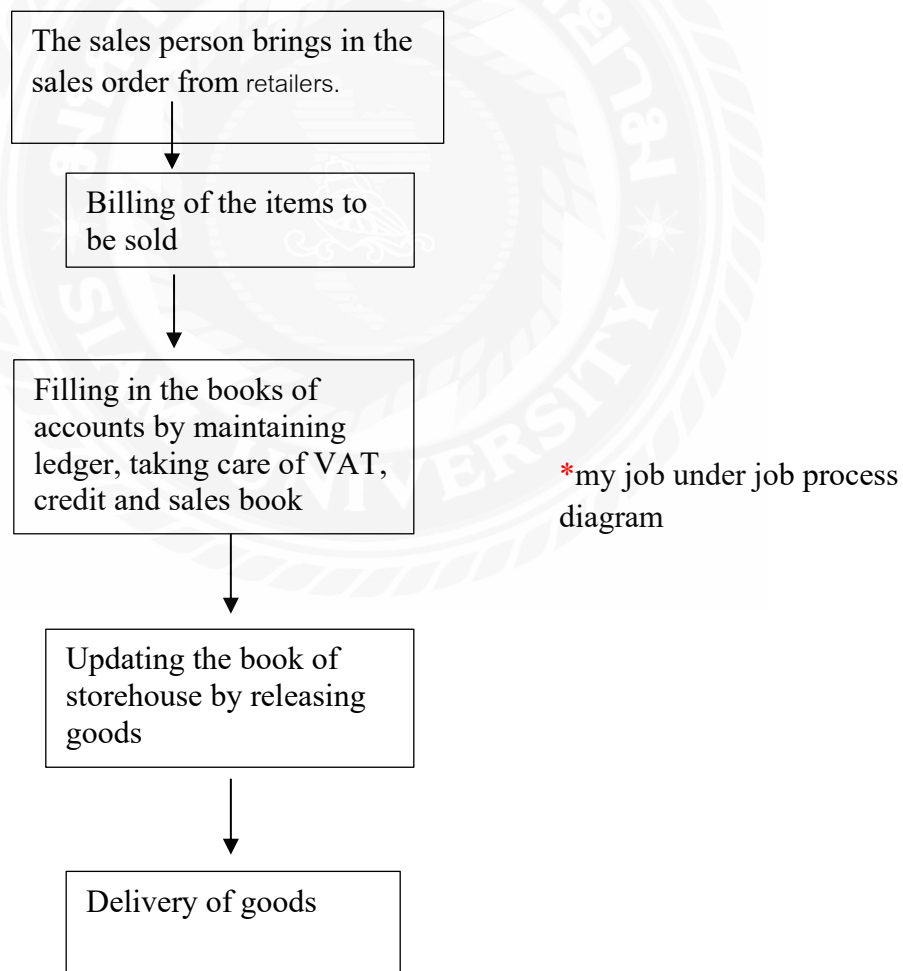 The sales person brings in the
sales order from retailers.
Billing of the items to
be sold
Filling in the books of
accounts by maintaining
ledger, taking care of VAT,
credit and sales book
*my job under job process
diagram
Updating the book of
storehouse by releasing
goods
Delivery of goods
UNIVERSITY